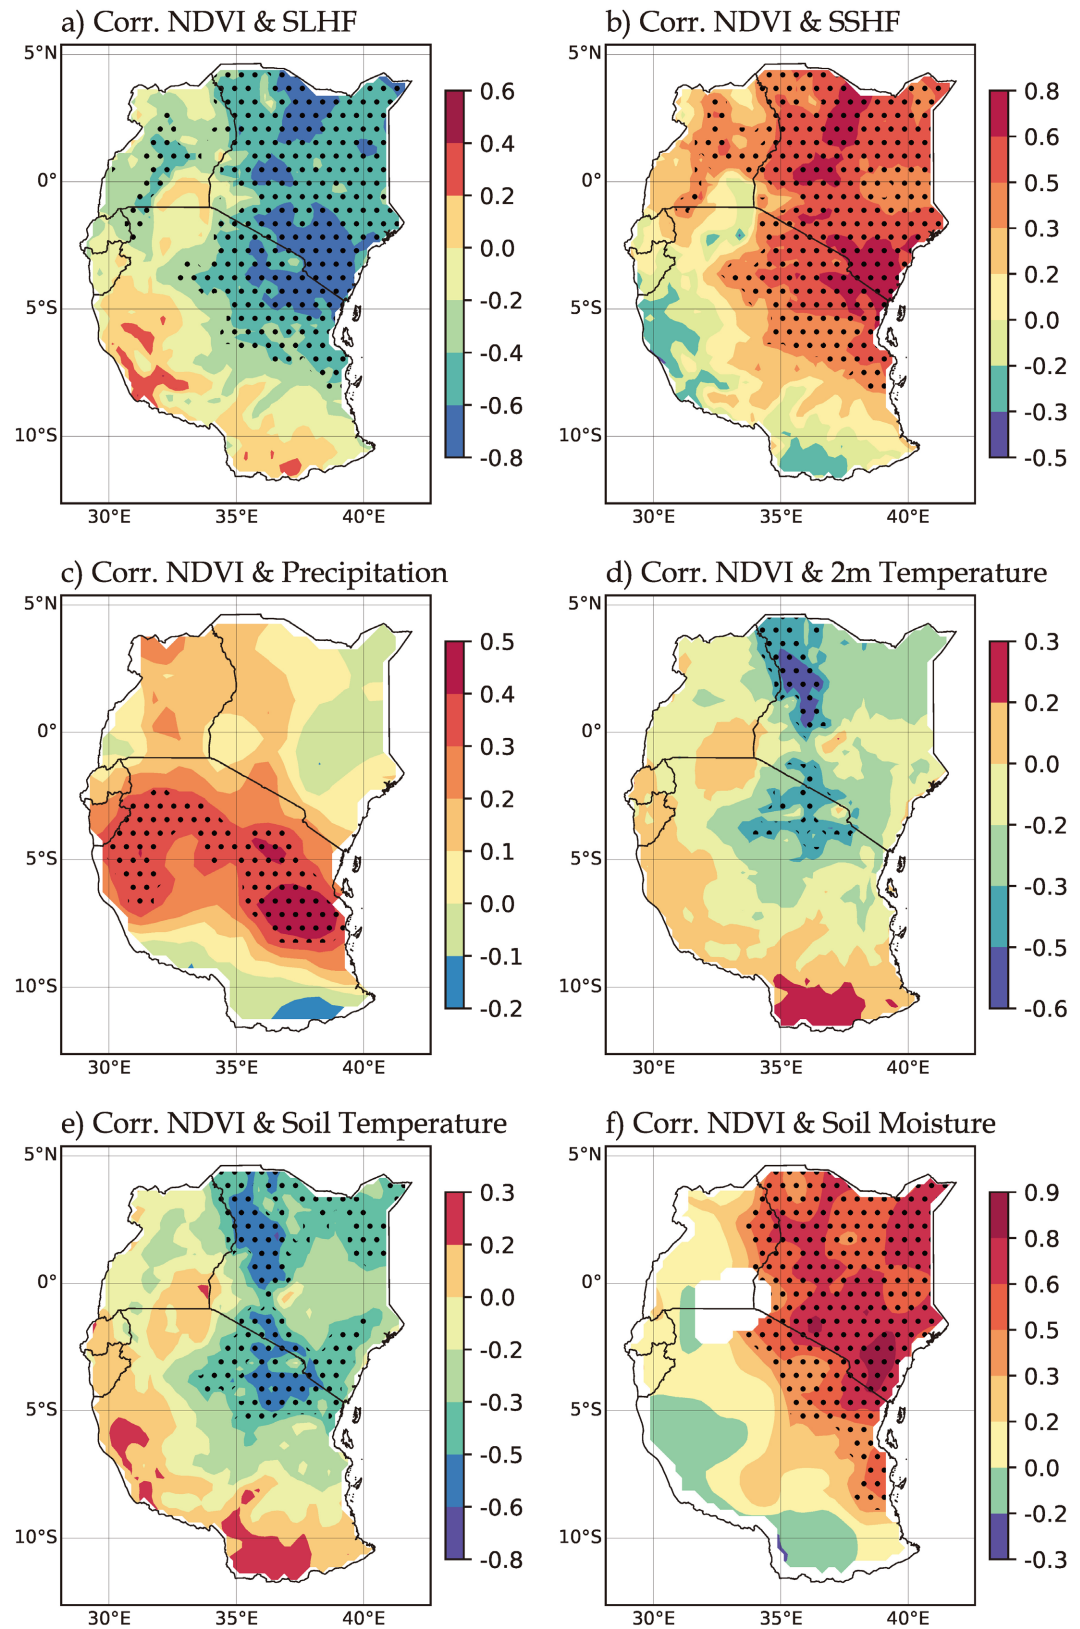 a) Corr. NDVI & SLHF
5°N
0°
5°S
10°S
30°E 35°E 40°E
0.6
0.4
0.2
0.0
-0.2
-0.4
-0.6
-0.8
b) Corr. NDVI & SSHF
5°N
0°
5°S
10°S
30°E 35°E 40°E
0.8
0.6
0.5
0.3
0.2
0.0
-0.2
-0.3
-0.5
c) Corr. NDVI & Precipitation
5°N
0°
5°S
10°S
30°E 35°E 40°E
0.5
0.4
0.3
0.2
0.1
0.0
-0.1
-0.2
d) Corr. NDVI & 2m Temperature
5°N
0°
5°S
10°S
30°E 35°E 40°E
0.3
0.2
0.0
-0.2
-0.3
-0.5
-0.6
e) Corr. NDVI & Soil Temperature
5°N
0°
5°S
10°S
30°E 35°E 40°E
0.3
0.2
0.0
-0.2
-0.3
-0.5
-0.6
-0.8
f) Corr. NDVI & Soil Moisture
5°N
0°
5°S
10°S
30°E 35°E 40°E
0.9
0.8
0.6
0.5
0.3
0.2
0.0
-0.2
-0.3